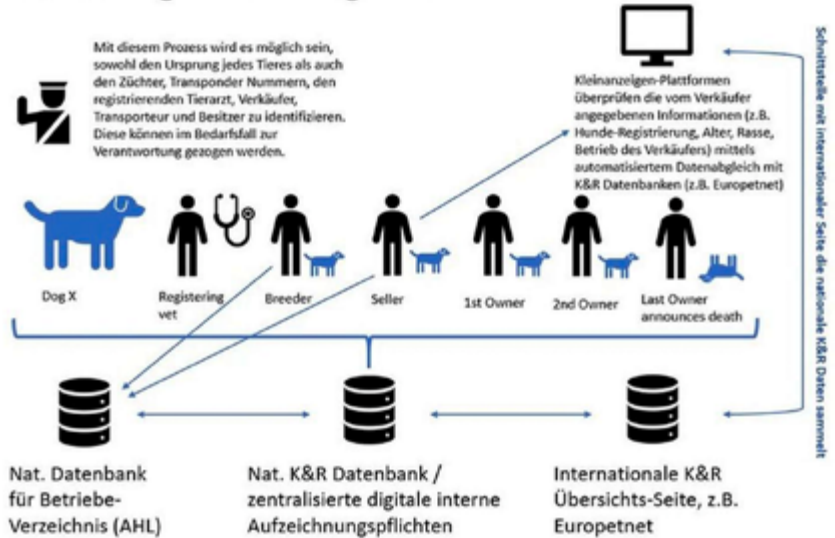 Mit diesem Prozess wird es möglich sein,
sowohl den Ursprung jedes Tieres als auch
den Züchter, Transponder Nummern, den
registrierenden Tierarzt, Verkäufer,
Transporteur und Besitzer zu identifizieren.
Diese können im Bedarfsfall zur
Verantwortung gezogen werden.
Kleinanzeigen-Plattformen
überprüfen die vom Verkäufer
angegebenen Informationen (z.B.
Hunde-Registrierung, Alter, Rasse,
Betrieb des Verkäufers) mittels
automatisiertem Datenabgleich mit
K&R Datenbanken (z.B. Europetnet)
Schnittstelle mit internationaler Seite die nationale K&R Daten sammelt
Dog X
Registering
vet
Breeder
Seller
1st Owner
2nd Owner
Last Owner
announces death
Nat. Datenbank
für Betriebe-
Verzeichnis (AHL)
Nat. K&R Datenbank /
zentralisierte digitale interne
Aufzeichnungspflichten
Internationale K&R
Übersichts-Seite, z.B.
Europetnet